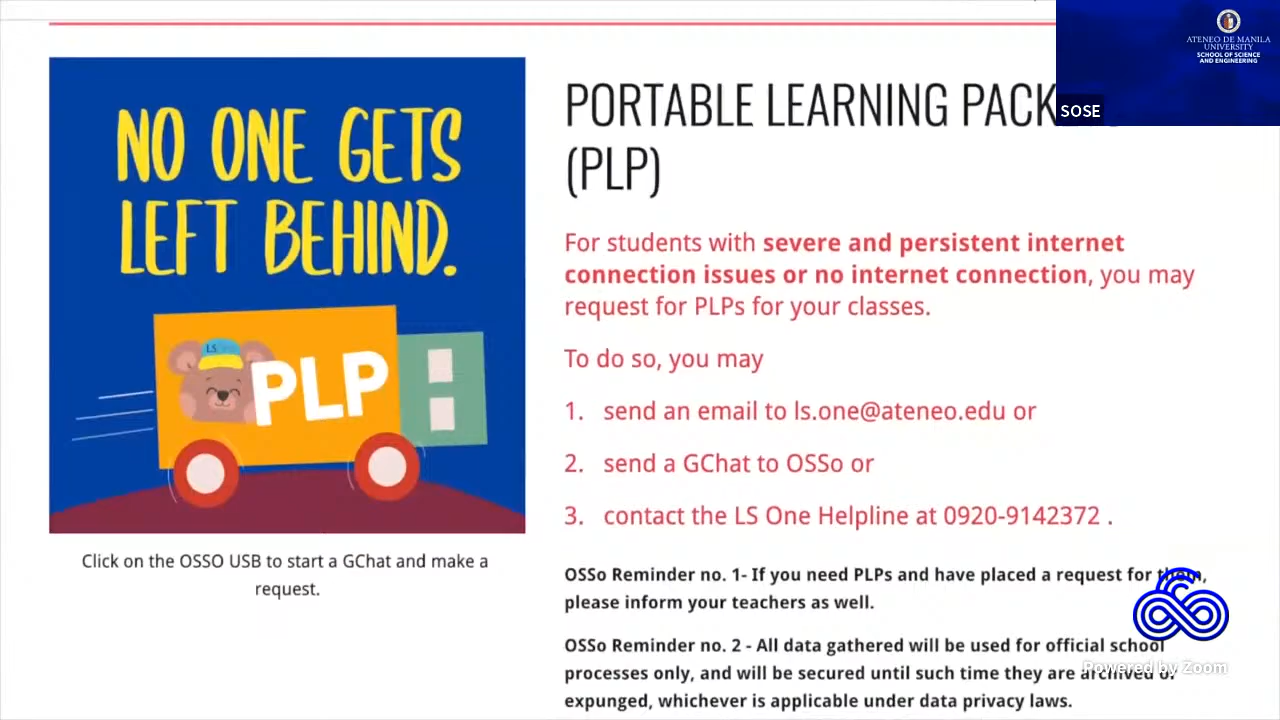 NO ONE GETS
LEFT BEHIND.
LS
PLP
Click on the OSSO USB to start a GChat and make a
request.
PORTABLE LEARNING PACK
(PLP)
For students with severe and persistent internet
connection issues or no internet connection, you may
request for PLPs for your classes.
To do so, you may
1. send an email to ls.one@ateneo.edu or
2. send a GChat to OSSo or
3. contact the LS One Helpline at 0920-9142372 .
OSSo Reminder no. 1- If you need PLPs and have placed a request for them,
please inform your teachers as well.
OSSo Reminder no. 2 - All data gathered will be used for official school
processes only, and will be secured until such time they are archived or
expunged, whichever is applicable under data privacy laws.
ATENEO DE MANILA
UNIVERSITY
SCHOOL OF SCIENCE
AND ENGINEERING
SOSE
Powered by Zoom